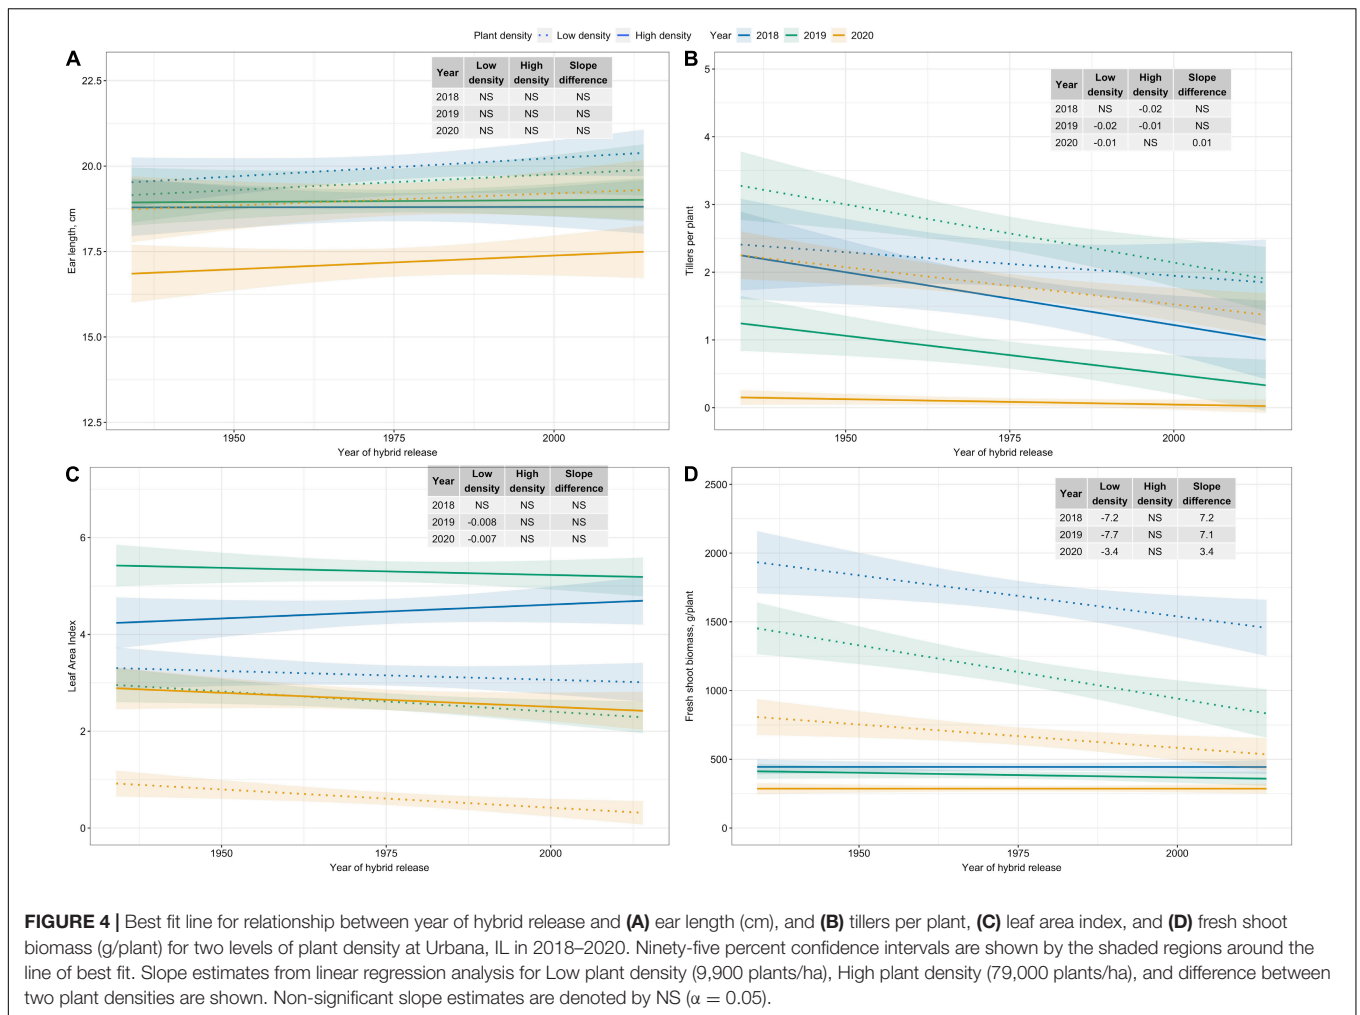 Plant density Low density High density Year 2018 2019 2020
A
Year Low density High density Slope difference
2018 NS NS NS
2019 NS NS NS
2020 NS NS NS
22.5
20.0
17.5
15.0
12.5
Ear length, cm
1950 1975 2000
Year of hybrid release
B
Year Low density High density Slope difference
2018 NS -0.02 NS
2019 -0.02 -0.01 NS
2020 -0.01 NS 0.01
5
4
3
2
1
0
Tillers per plant
1950 1975 2000
Year of hybrid release
C
Year Low density High density Slope difference
2018 NS NS NS
2019 -0.008 NS NS
2020 -0.007 NS NS
6
4
2
0
Leaf Area Index
1950 1975 2000
Year of hybrid release
D
Year Low density High density Slope difference
2018 -7.2 NS 7.2
2019 -7.7 NS 7.1
2020 -3.4 NS 3.4
2500
2000
1500
1000
500
0
Fresh shoot biomass, g/plant
1950 1975 2000
Year of hybrid release
FIGURE 4 | Best fit line for relationship between year of hybrid release and (A) ear length (cm), and (B) tillers per plant, (C) leaf area index, and (D) fresh shoot
biomass (g/plant) for two levels of plant density at Urbana, IL in 2018–2020. Ninety-five percent confidence intervals are shown by the shaded regions around the
line of best fit. Slope estimates from linear regression analysis for Low plant density (9,900 plants/ha), High plant density (79,000 plants/ha), and difference between
two plant densities are shown. Non-significant slope estimates are denoted by NS (α = 0.05).